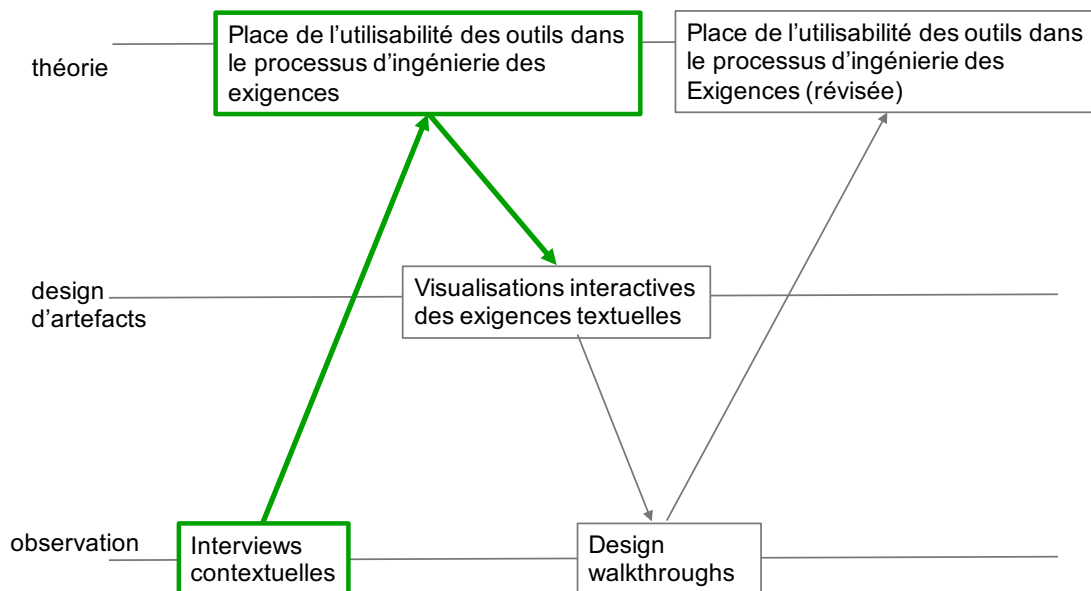 Place de l’utilisabilité des outils dans
le processus d’ingénierie des
exigences
Place de l’utilisabilité des outils dans
le processus d’ingénierie des
Exigences (révisée)
théorie
Visualisations interactives
des exigences textuelles
design
d’artefacts
observation
Interviews
contextuelles
Design
walkthroughs